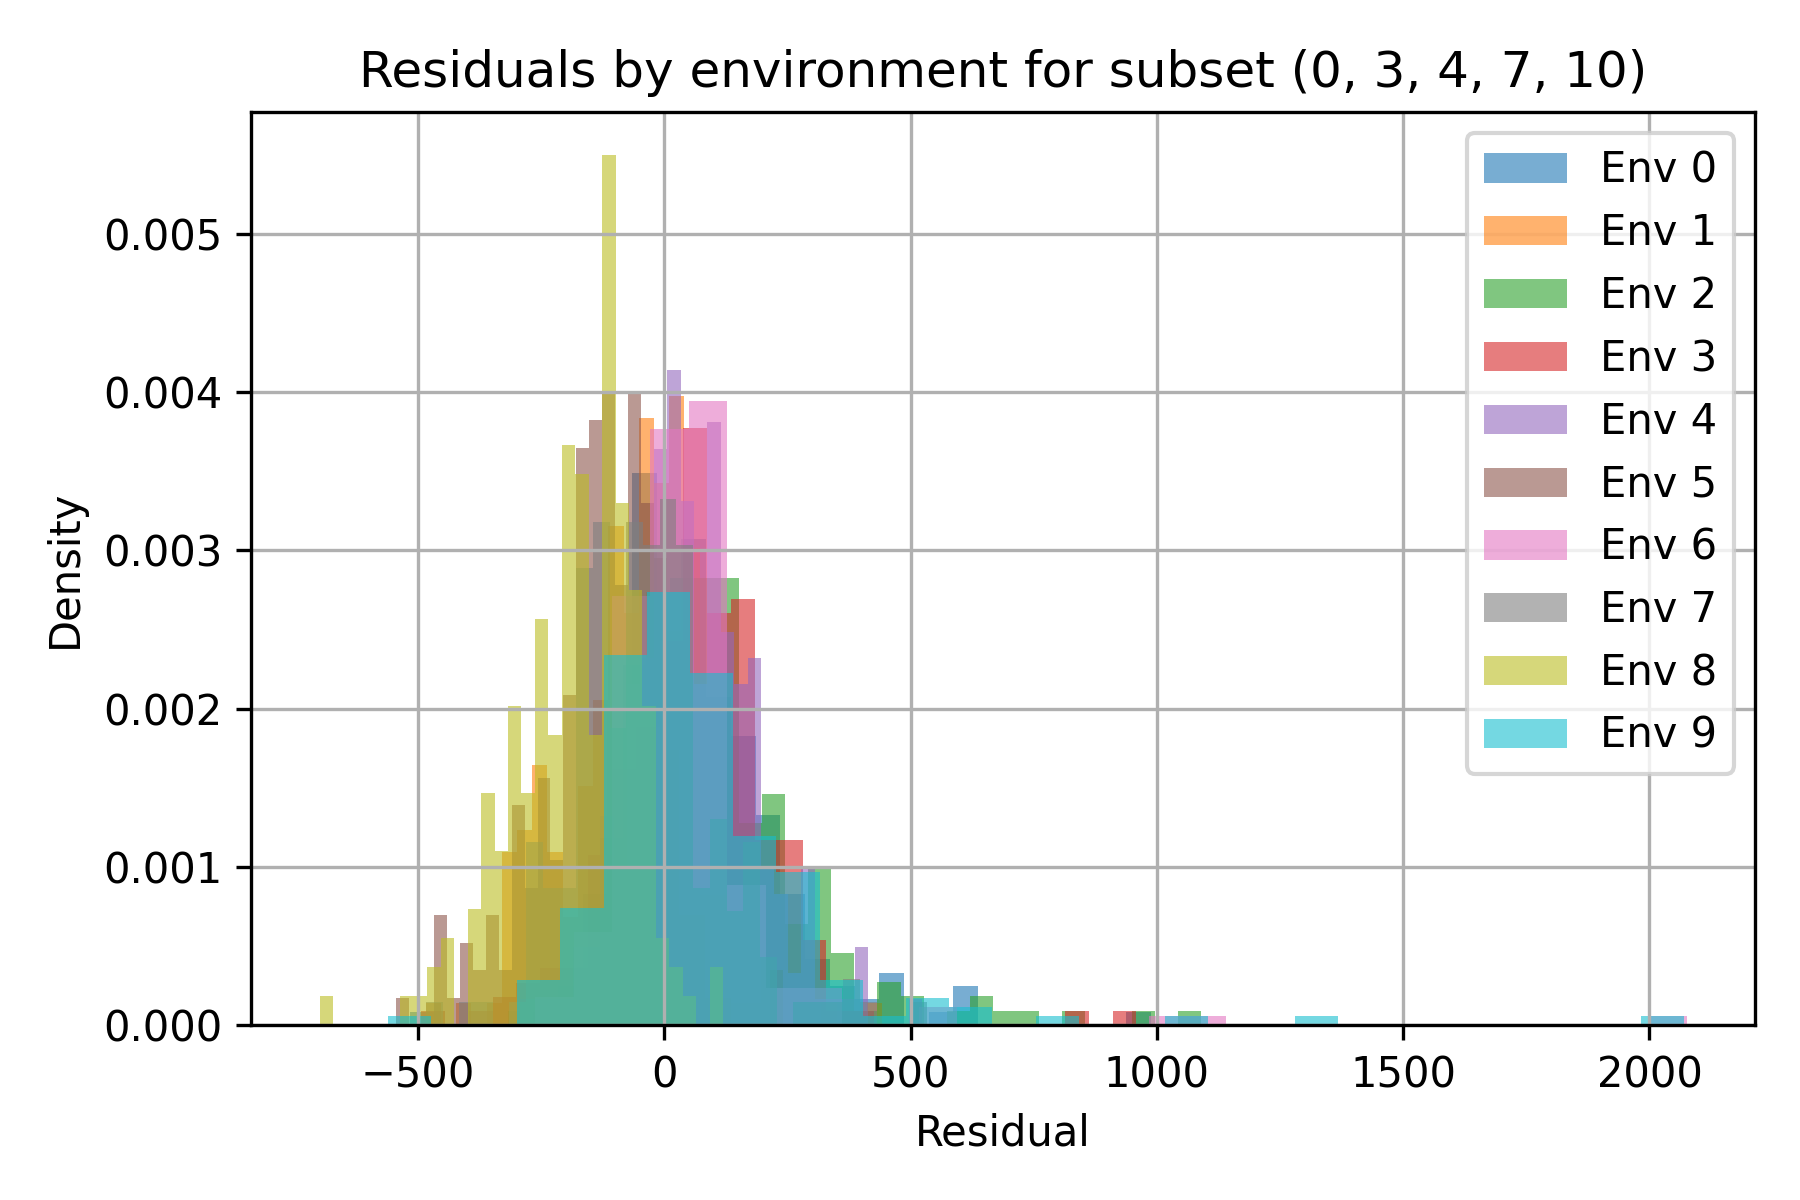 Residuals by environment for subset (0, 3, 4, 7, 10)
Density
0.005
0.004
0.003
0.002
0.001
0.000
−500
0
500
1000
1500
2000
Residual
Env 0
Env 1
Env 2
Env 3
Env 4
Env 5
Env 6
Env 7
Env 8
Env 9